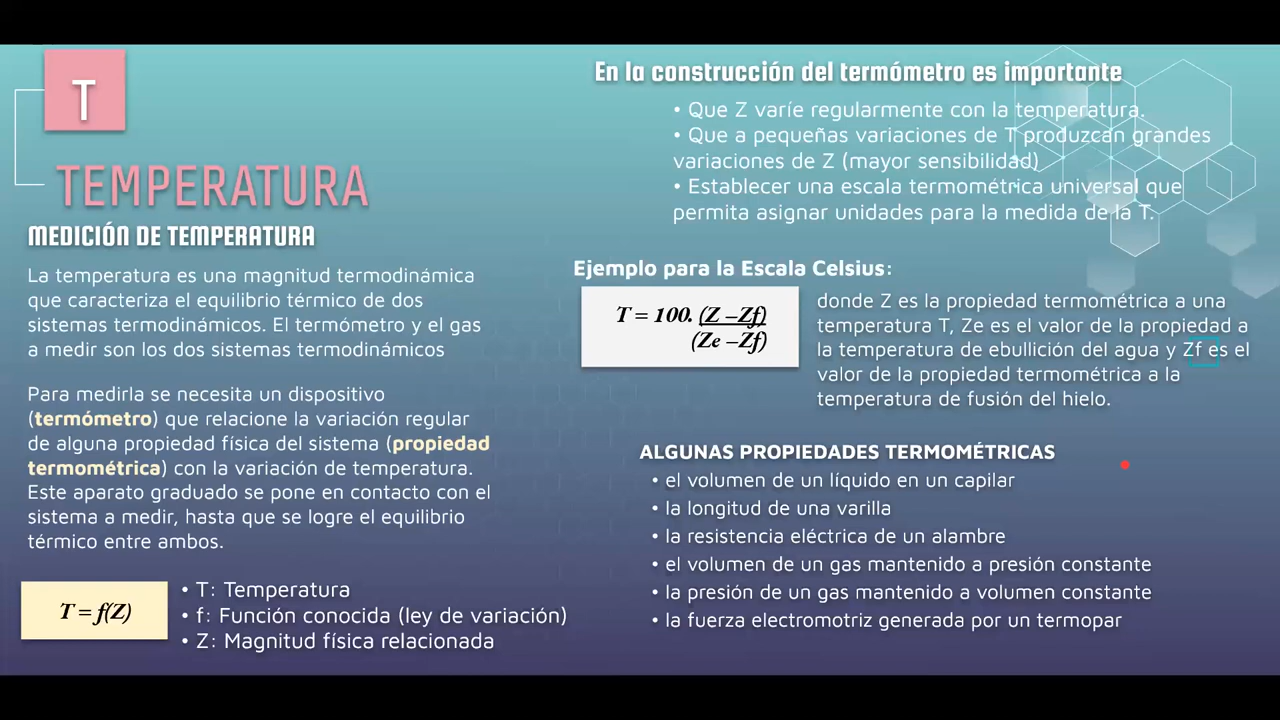 T
TEMPERATURA
MEDICIÓN DE TEMPERATURA
La temperatura es una magnitud termodinámica
que caracteriza el equilibrio térmico de dos
sistemas termodinámicos. El termómetro y el gas
a medir son los dos sistemas termodinámicos
Para medirla se necesita un dispositivo
(termómetro) que relacione la variación regular
de alguna propiedad física del sistema (propiedad
termométrica) con la variación de temperatura.
Este aparato graduado se pone en contacto con el
sistema a medir, hasta que se logre el equilibrio
térmico entre ambos.
T = f(Z)
• T: Temperatura
• f: Función conocida (ley de variación)
• Z: Magnitud física relacionada
En la construcción del termómetro es importante
• Que Z varíe regularmente con la temperatura.
• Que a pequeñas variaciones de T produzcan grandes
variaciones de Z (mayor sensibilidad)
• Establecer una escala termométrica universal que
permita asignar unidades para la medida de la T.
Ejemplo para la Escala Celsius:
T = 100. (Z –Zf)
(Ze –Zf)
donde Z es la propiedad termométrica a una
temperatura T, Ze es el valor de la propiedad a
la temperatura de ebullición del agua y Zf es el
valor de la propiedad termométrica a la
temperatura de fusión del hielo.
ALGUNAS PROPIEDADES TERMOMÉTRICAS
• el volumen de un líquido en un capilar
• la longitud de una varilla
• la resistencia eléctrica de un alambre
• el volumen de un gas mantenido a presión constante
• la presión de un gas mantenido a volumen constante
• la fuerza electromotriz generada por un termopar